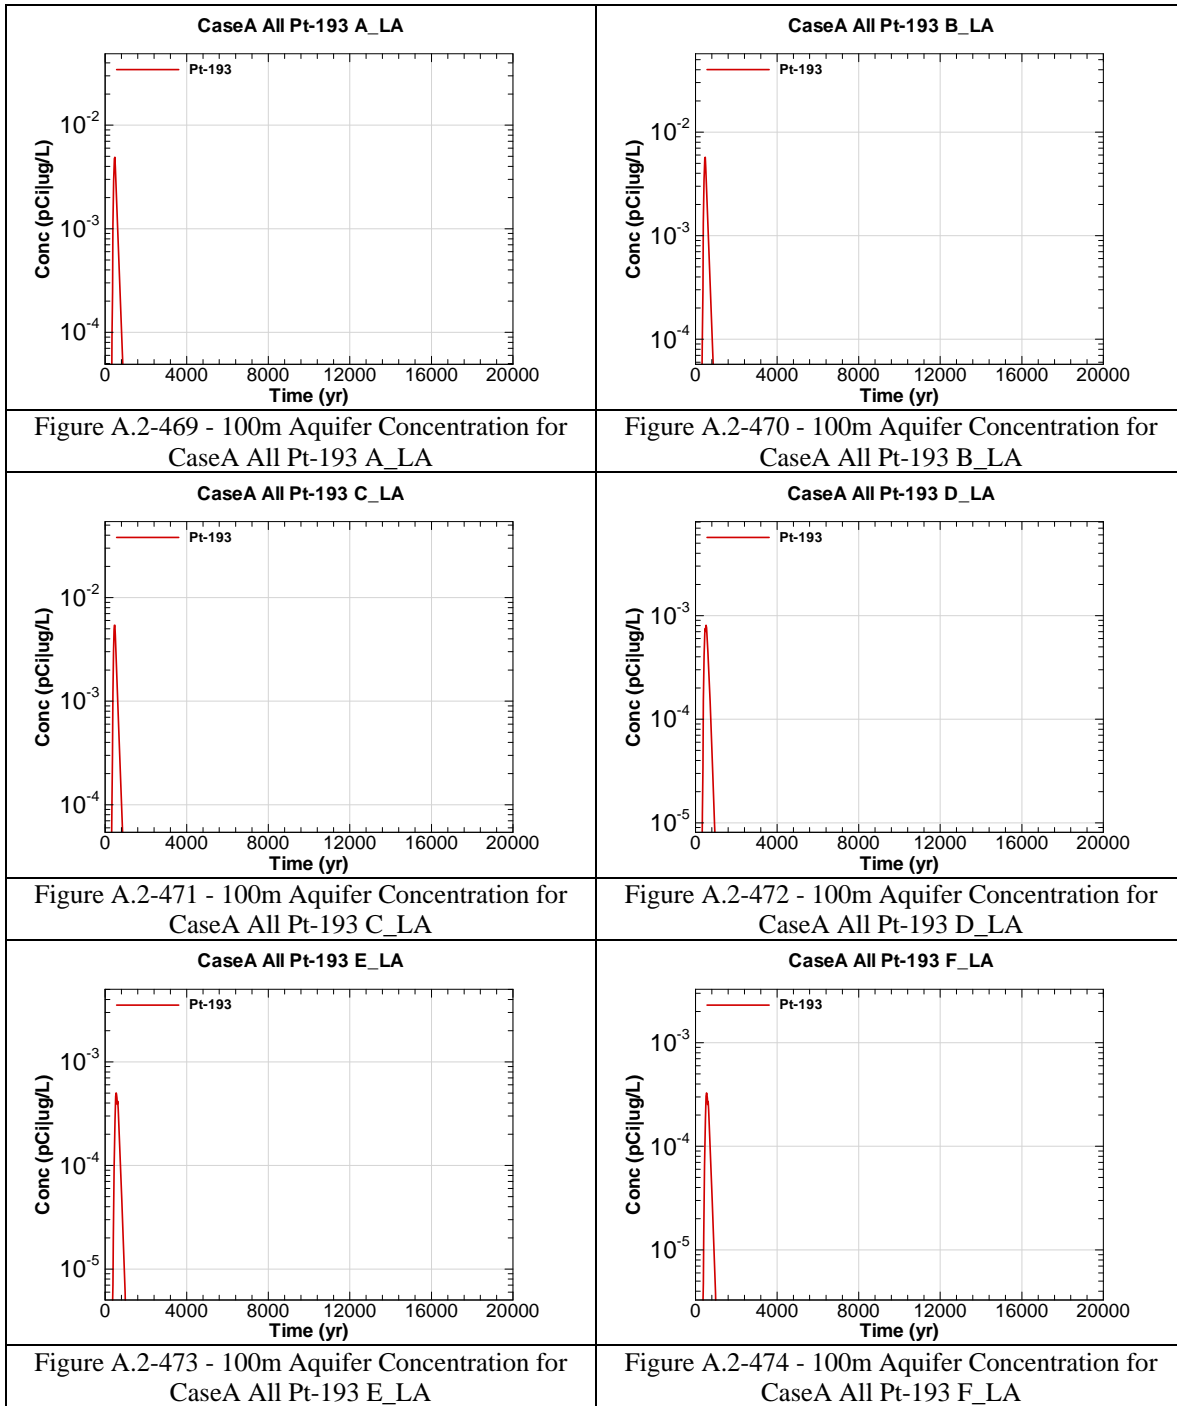 CaseA All Pt-193 A_LA
Pt-193
Conc (pCi|ug/L)
10-2
10-3
10-4
0 4000 8000 12000 16000 20000
Time (yr)
Figure A.2-469 - 100m Aquifer Concentration for
CaseA All Pt-193 A_LA
CaseA All Pt-193 B_LA
Pt-193
Conc (pCi|ug/L)
10-2
10-3
10-4
0 4000 8000 12000 16000 20000
Time (yr)
Figure A.2-470 - 100m Aquifer Concentration for
CaseA All Pt-193 B_LA
CaseA All Pt-193 C_LA
Pt-193
Conc (pCi|ug/L)
10-2
10-3
10-4
0 4000 8000 12000 16000 20000
Time (yr)
Figure A.2-471 - 100m Aquifer Concentration for
CaseA All Pt-193 C_LA
CaseA All Pt-193 D_LA
Pt-193
Conc (pCi|ug/L)
10-3
10-4
10-5
0 4000 8000 12000 16000 20000
Time (yr)
Figure A.2-472 - 100m Aquifer Concentration for
CaseA All Pt-193 D_LA
CaseA All Pt-193 E_LA
Pt-193
Conc (pCi|ug/L)
10-3
10-4
10-5
0 4000 8000 12000 16000 20000
Time (yr)
Figure A.2-473 - 100m Aquifer Concentration for
CaseA All Pt-193 E_LA
CaseA All Pt-193 F_LA
Pt-193
Conc (pCi|ug/L)
10-3
10-4
10-5
0 4000 8000 12000 16000 20000
Time (yr)
Figure A.2-474 - 100m Aquifer Concentration for
CaseA All Pt-193 F_LA